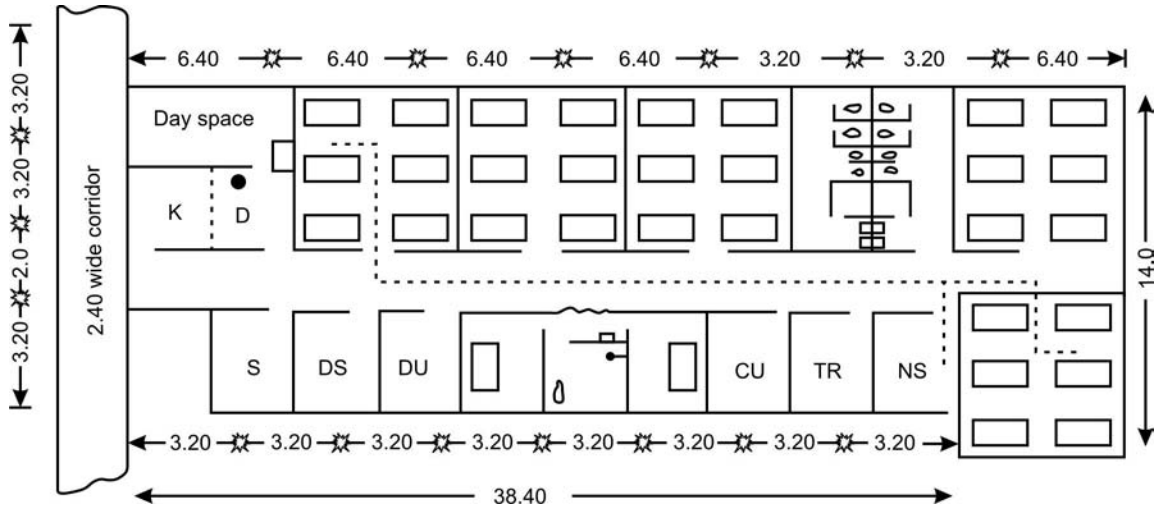 6.40 6.40 6.40 6.40 3.20 3.20 6.40
3.20 3.20 2.0 3.20
2.40 wide corridor
Day space
K D
14.0
S DS DU CU TR NS
3.20 3.20 3.20 3.20 3.20 3.20 3.20 3.20
38.40